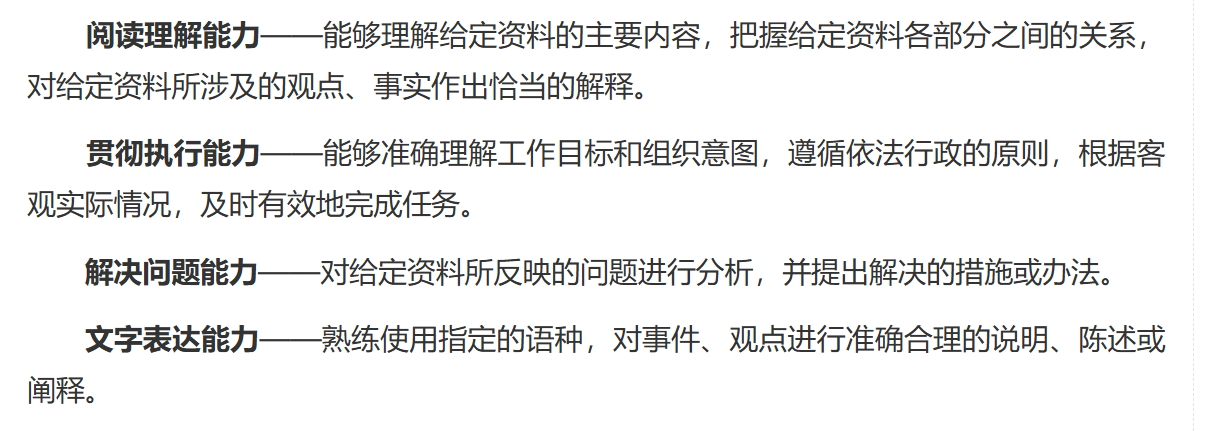 阅读理解能力——能够理解给定资料的主要内容，把握给定资料各部分之间的关系，
对给定资料所涉及的观点、事实作出恰当的解释。
贯彻执行能力——能够准确理解工作目标和组织意图，遵循依法行政的原则，根据客
观实际情况，及时有效地完成任务。
解决问题能力——对给定资料所反映的问题进行分析，并提出解决的措施或办法。
文字表达能力——熟练使用指定的语种，对事件、观点进行准确合理的说明、陈述或
阐释。